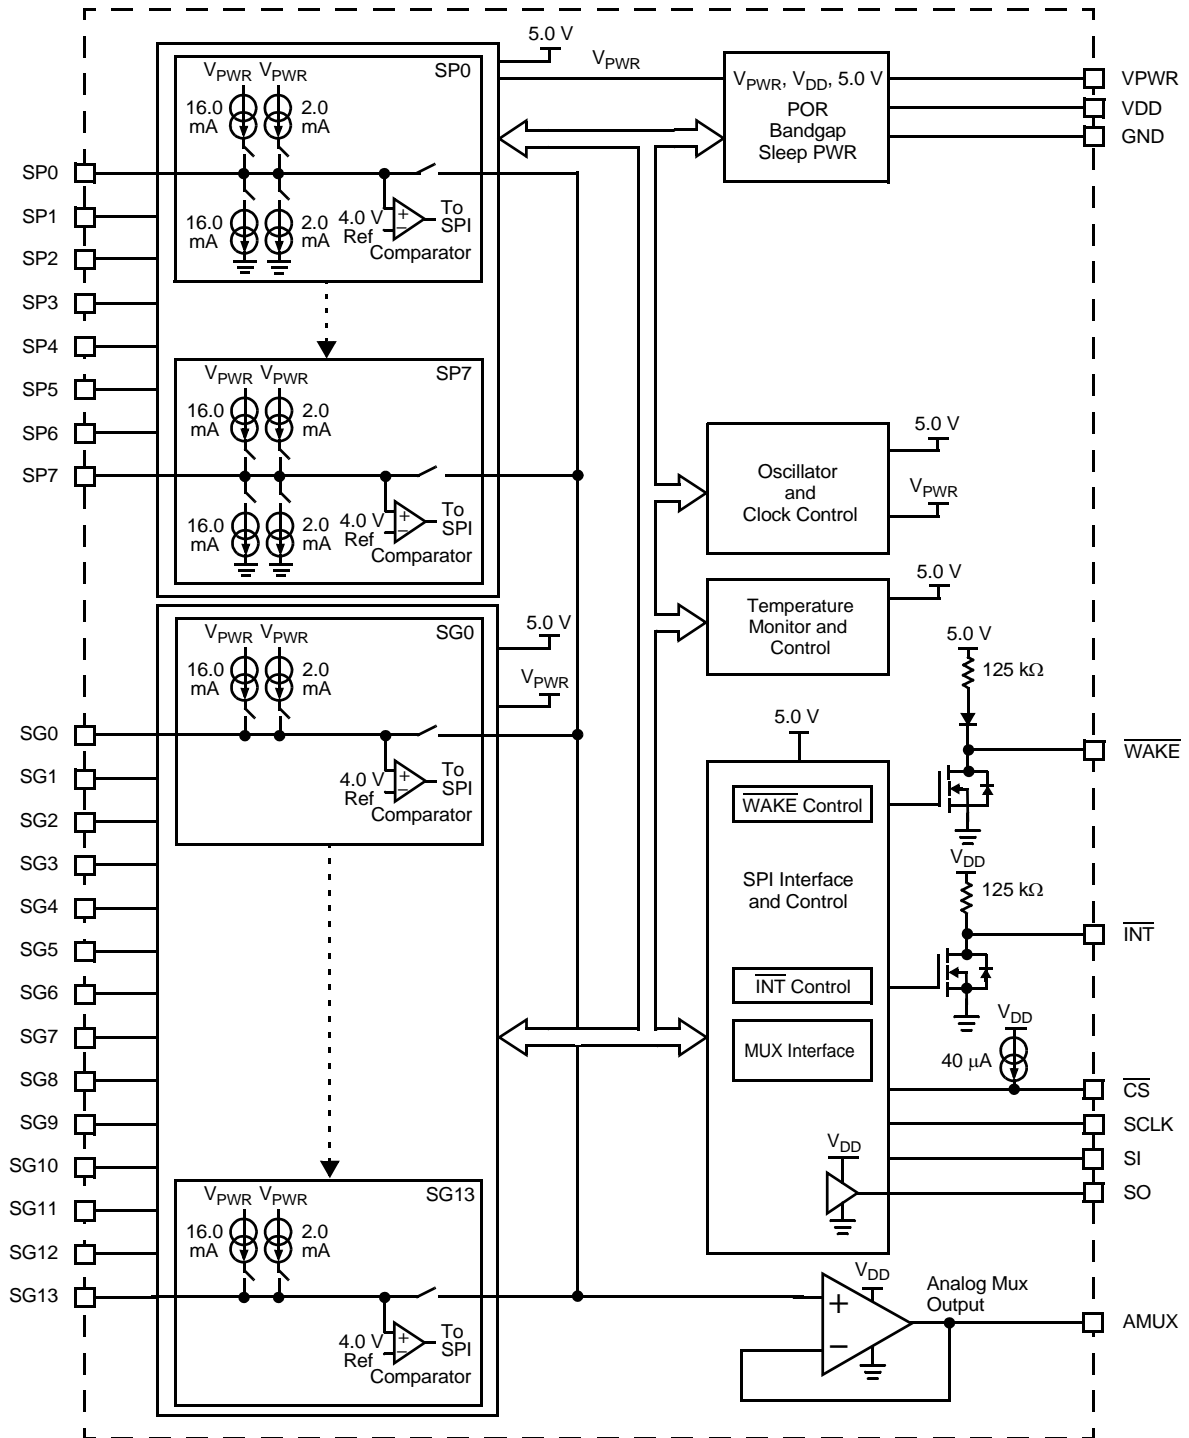 5.0 V
VPWR
SP0
VPWR VPWR
16.0 mA
2.0 mA
16.0 mA
2.0 mA
4.0 V Ref
+
−
To SPI
Comparator
VPWR, VDD, 5.0 V
POR
Bandgap
Sleep PWR
VPWR
VDD
GND
SP0
SP1
SP2
SP3
SP4
SP5
SP6
SP7
SP7
VPWR VPWR
16.0 mA
2.0 mA
16.0 mA
2.0 mA
4.0 V Ref
+
−
To SPI
Comparator
Oscillator
and
Clock Control
5.0 V
VPWR
Temperature
Monitor and
Control
5.0 V
SG0
VPWR VPWR
16.0 mA
2.0 mA
4.0 V Ref
+
−
To SPI
Comparator
5.0 V
VPWR
SG0
SG1
SG2
SG3
SG4
SG5
SG6
SG7
SG8
SG9
SG10
SG11
SG12
SG13
5.0 V
WAKE Control
SPI Interface
and Control
INT Control
MUX Interface
VDD
5.0 V
125 kΩ
WAKE
VDD
125 kΩ
INT
VDD
40 μA
CS
SCLK
SI
SO
SG13
VPWR VPWR
16.0 mA
2.0 mA
4.0 V Ref
+
−
To SPI
Comparator
VDD
+
−
Analog Mux
Output
AMUX